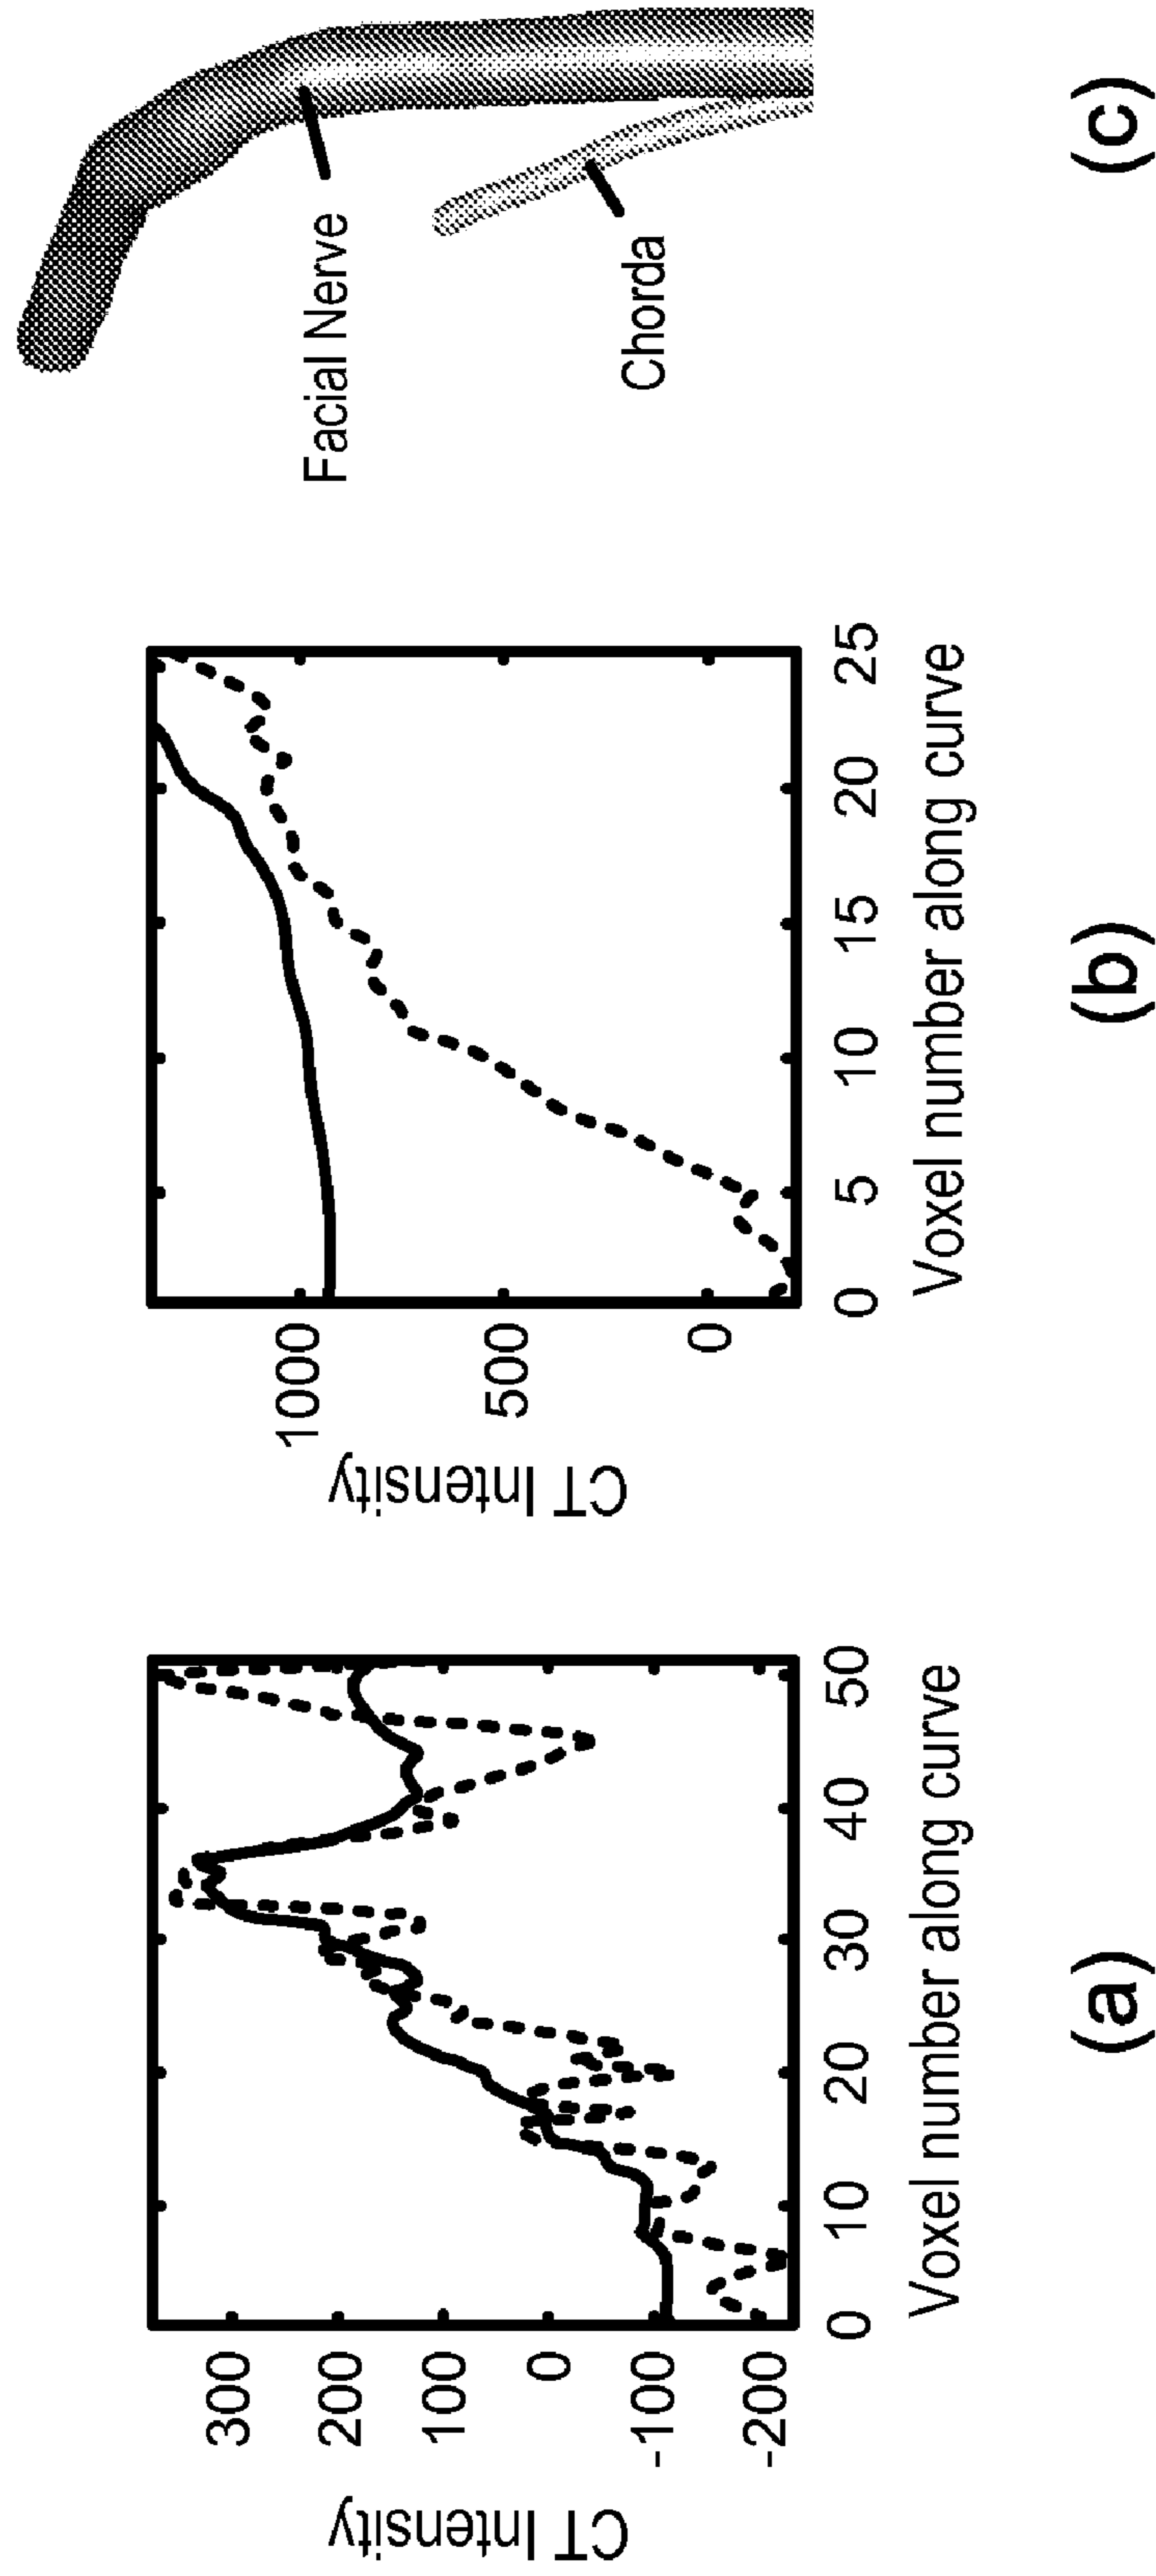 CT Intensity
300
200
100
0
-100
-200
0 10 20 30 40 50
Voxel number along curve
(a)
CT Intensity
1000
500
0
0 5 10 15 20 25
Voxel number along curve
(b)
Facial Nerve
Chorda
(c)